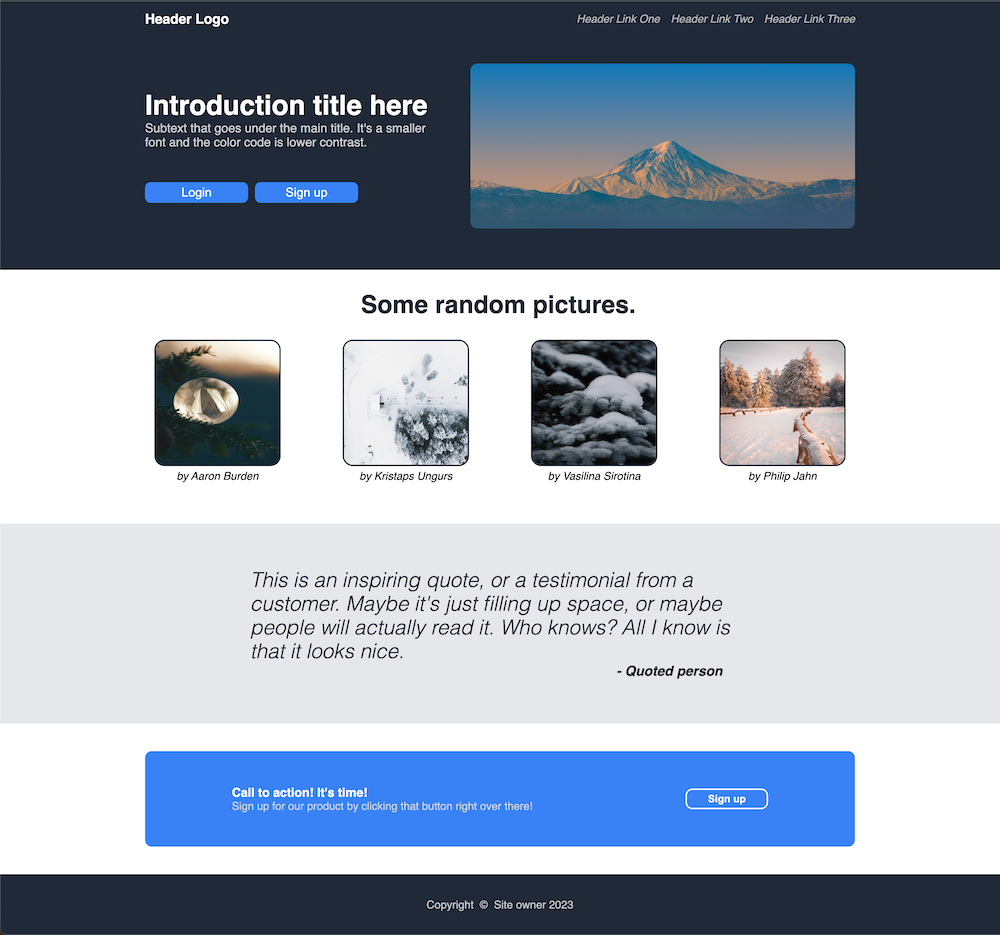 Header Logo
Header Link One Header Link Two Header Link Three
Introduction title here
Subtext that goes under the main title. It's a smaller
font and the color code is lower contrast.
Login
Sign up
Some random pictures.
by Aaron Burden
by Kristaps Ungurs
by Vasilina Sirotina
by Philip Jahn
This is an inspiring quote, or a testimonial from a
customer. Maybe it's just filling up space, or maybe
people will actually read it. Who knows? All I know is
that it looks nice.
- Quoted person
Call to action! It's time!
Sign up for our product by clicking that button right over there!
Sign up
Copyright © Site owner 2023